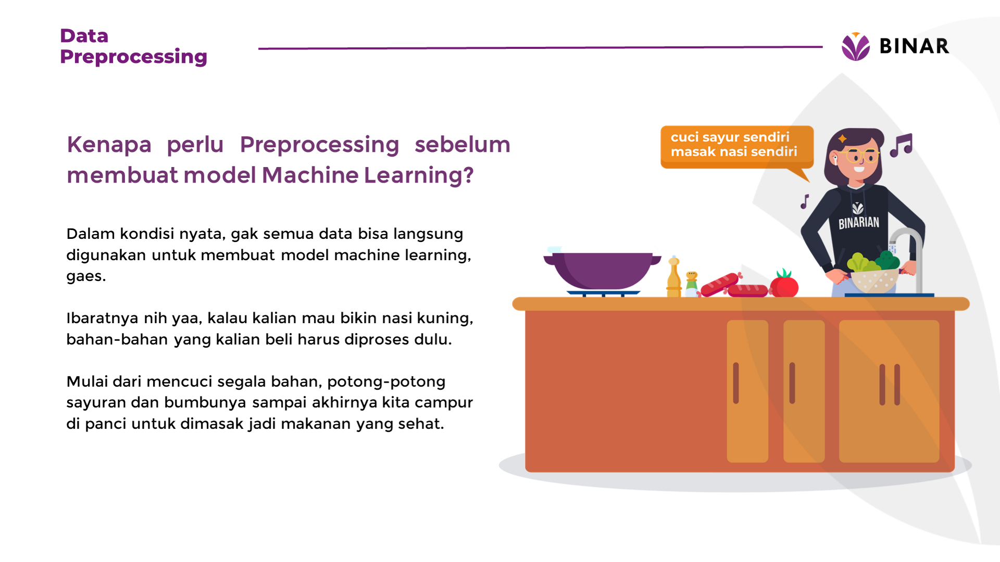 Data
Preprocessing
BINAR
Kenapa perlu Preprocessing sebelum
membuat model Machine Learning?
Dalam kondisi nyata, gak semua data bisa langsung
digunakan untuk membuat model machine learning,
gaes.
Ibaratnya nih yaa, kalau kalian mau bikin nasi kuning,
bahan-bahan yang kalian beli harus diproses dulu.
Mulai dari mencuci segala bahan, potong-potong
sayuran dan bumbunya sampai akhirnya kita campur
di panci untuk dimasak jadi makanan yang sehat.
cuci sayur sendiri
masak nasi sendiri
BINARIAN